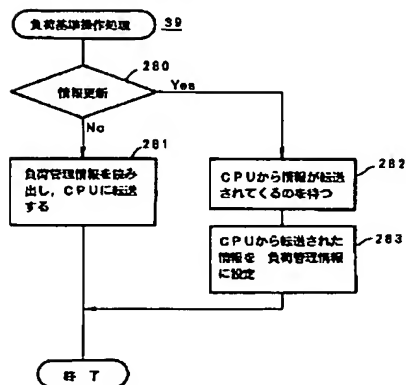 負荷基準操作処理 39
280
情報更新
Yes
No
281
負荷管理情報を読み
出し，CPUに転送
する
282
CPUから情報が転送
されてくるのを待つ
283
CPUから転送された
情報を 負荷管理情報
に設定
終 了